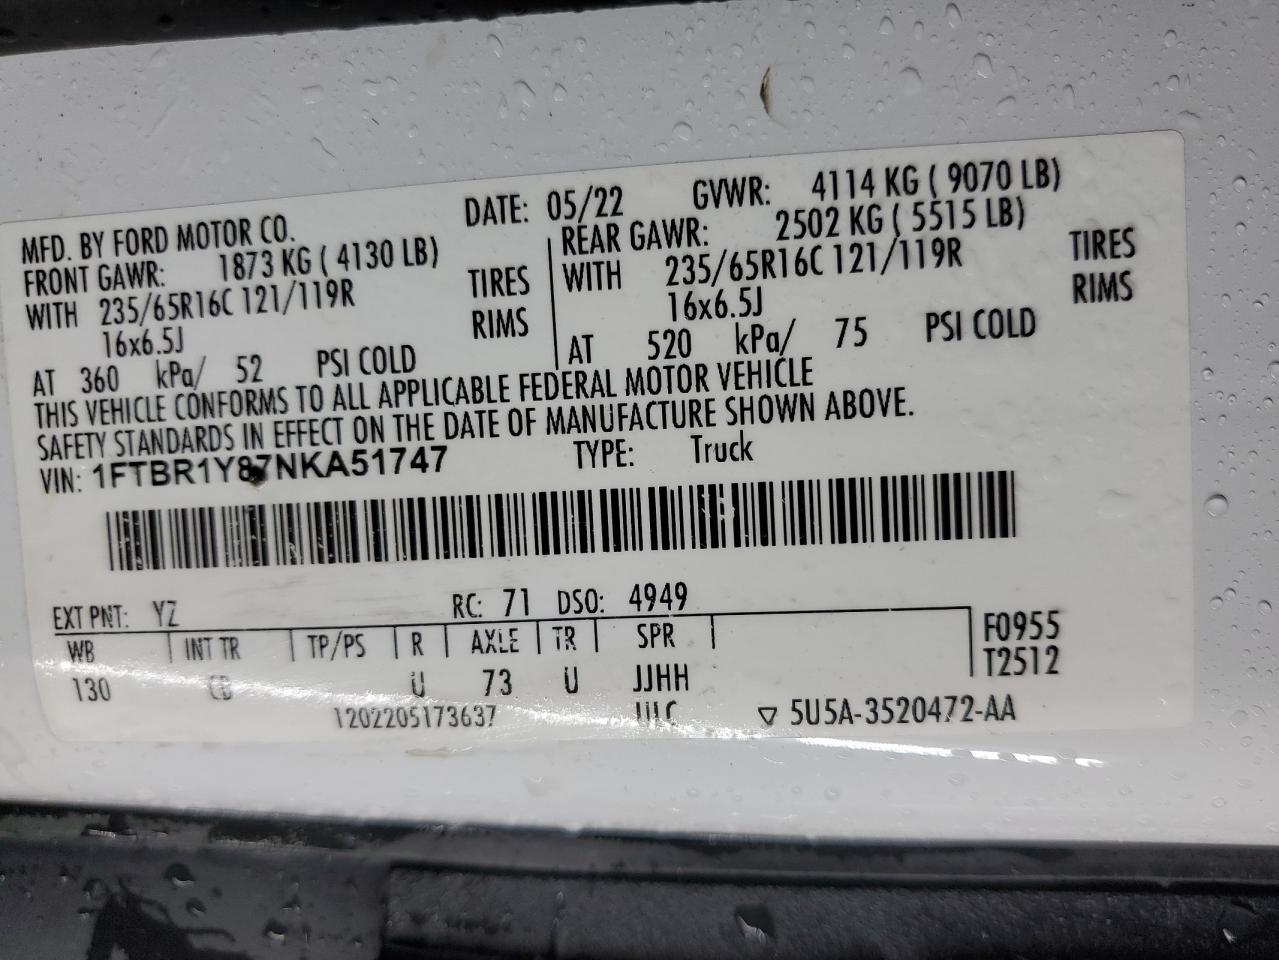 MFD. BY FORD MOTOR CO. DATE: 05/22 GVWR: 4114 KG ( 9070 LB)
FRONT GAWR: 1873 KG ( 4130 LB) REAR GAWR: 2502 KG ( 5515 LB)
WITH 235/65R16C 121/119R TIRES WITH 235/65R16C 121/119R TIRES
16x6.5J RIMS 16x6.5J RIMS
AT 360 kPa/ 52 PSI COLD AT 520 kPa/ 75 PSI COLD
THIS VEHICLE CONFORMS TO ALL APPLICABLE FEDERAL MOTOR VEHICLE
SAFETY STANDARDS IN EFFECT ON THE DATE OF MANUFACTURE SHOWN ABOVE.
VIN: 1FTBR1Y87NKA51747 TYPE: Truck
EXT PNT: YZ RC: 71 DSO: 4949
WB INT TR TP/PS R AXLE TR SPR F0955
130 CB U 73 U JJHH T2512
1202205173637 5U5A-3520472-AA